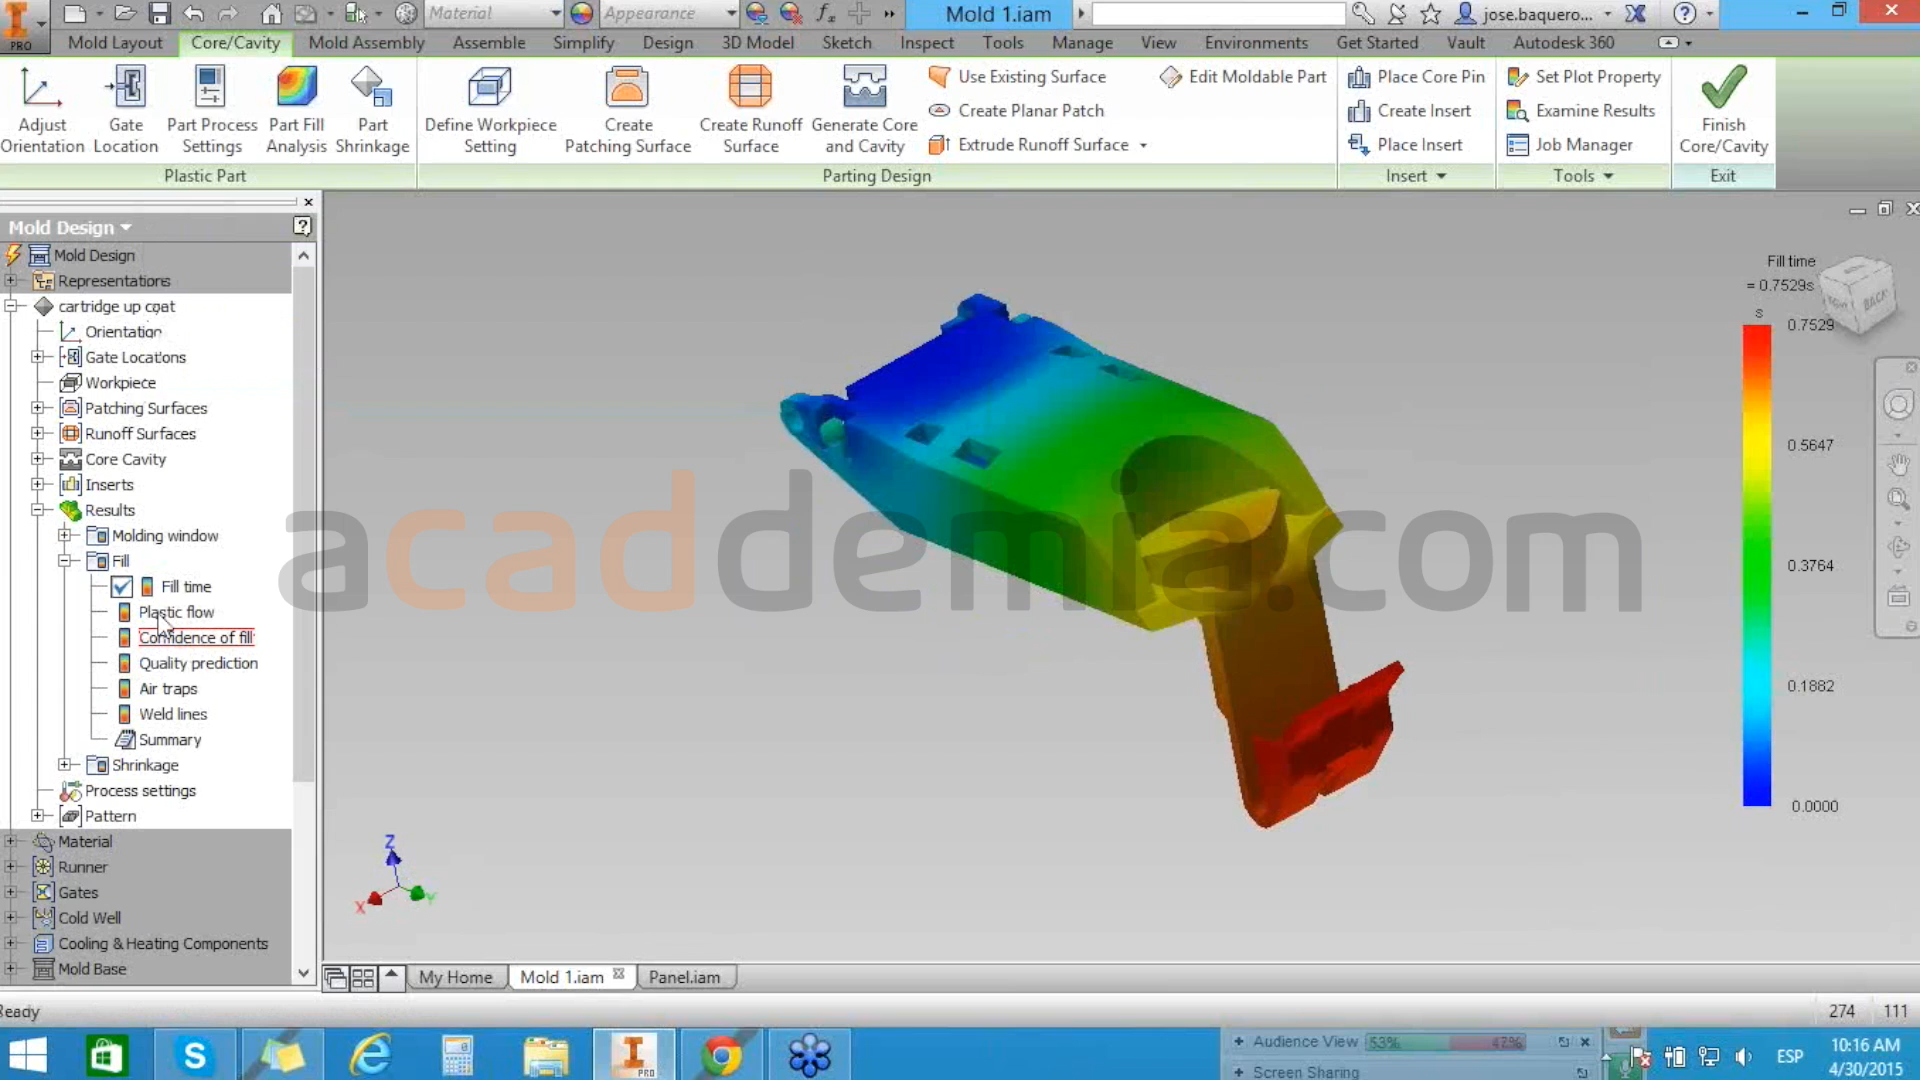 PRO
Material
Appearance
fx
Mold 1.iam
jose.baquero...
Mold Layout
Core/Cavity
Mold Assembly
Assemble
Simplify
Design
3D Model
Sketch
Inspect
Tools
Manage
View
Environments
Get Started
Vault
Autodesk 360
Adjust
Orientation
Gate
Location
Part Process
Settings
Part Fill
Analysis
Part
Shrinkage
Define Workpiece
Setting
Create
Patching Surface
Create Runoff
Surface
Generate Core
and Cavity
Use Existing Surface
Create Planar Patch
Extrude Runoff Surface
Edit Moldable Part
Place Core Pin
Create Insert
Place Insert
Set Plot Property
Examine Results
Job Manager
Finish
Core/Cavity
Plastic Part
Parting Design
Insert
Tools
Exit
Mold Design
Mold Design
Representations
cartridge up coat
Orientation
Gate Locations
Workpiece
Patching Surfaces
Runoff Surfaces
Core Cavity
Inserts
Results
Molding window
Fill
Fill time
Plastic flow
Confidence of fill
Quality prediction
Air traps
Weld lines
Summary
Shrinkage
Process settings
Pattern
Material
Runner
Gates
Cold Well
Cooling & Heating Components
Mold Base
Fill time
= 0.7529s
s
0.7529
0.5647
0.3764
0.1882
0.0000
BACK
acaddemia.com
Z
X
Y
My Home
Mold 1.iam
Panel.iam
Ready
274
111
PRO
Audience View
53%
47%
Screen Sharing
ESP
10:16 AM
4/30/2015